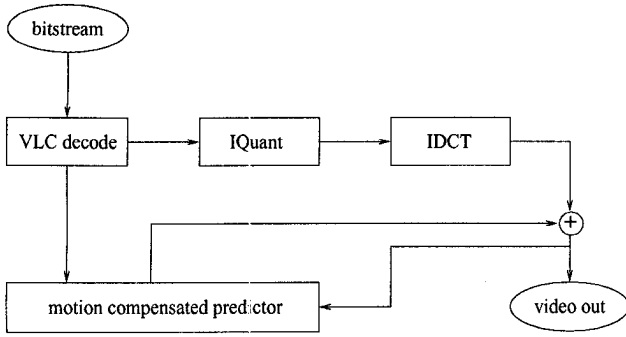 bitstream
VLC decode
IQuant
IDCT
+
motion compensated predictor
video out